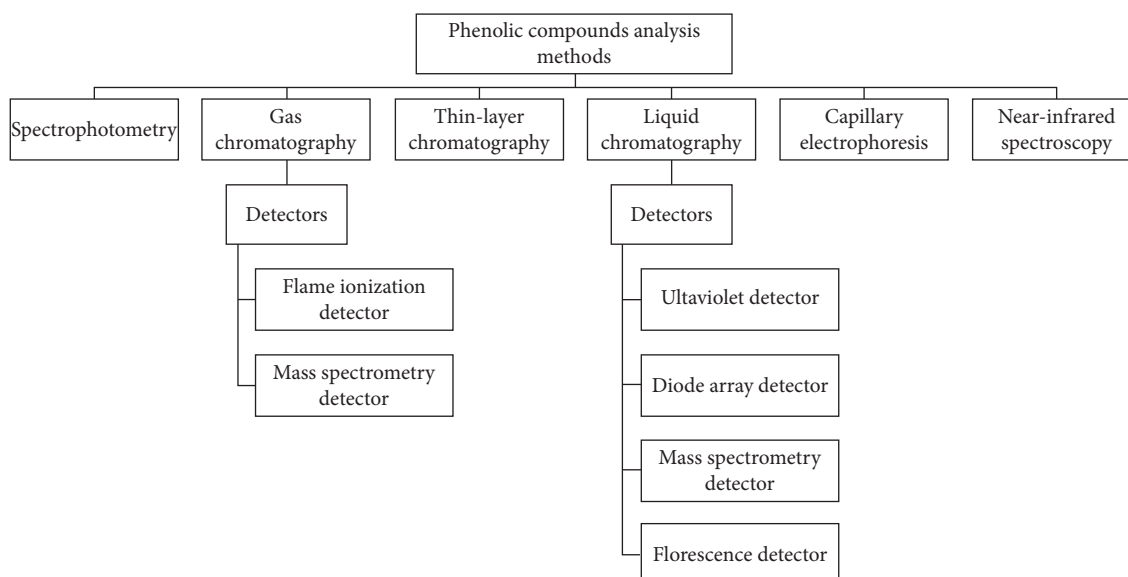 Phenolic compounds analysis
methods
Spectrophotometry
Gas
chromatography
Thin-layer
chromatography
Liquid
chromatography
Capillary
electrophoresis
Near-infrared
spectroscopy
Detectors
Flame ionization
detector
Mass spectrometry
detector
Detectors
Ultaviolet detector
Diode array detector
Mass spectrometry
detector
Florescence detector